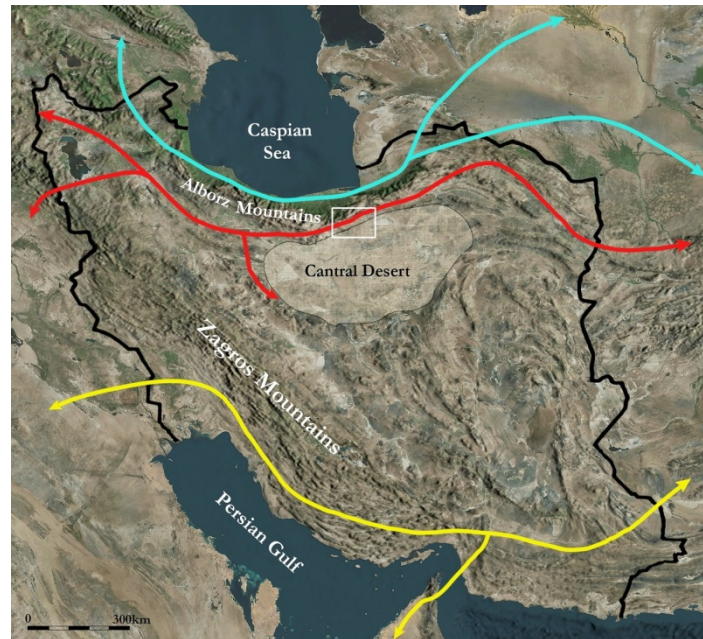 Caspian
Sea
Alborz Mountains
Cantral Desert
Zagros Mountains
Persian Gulf
0 300km